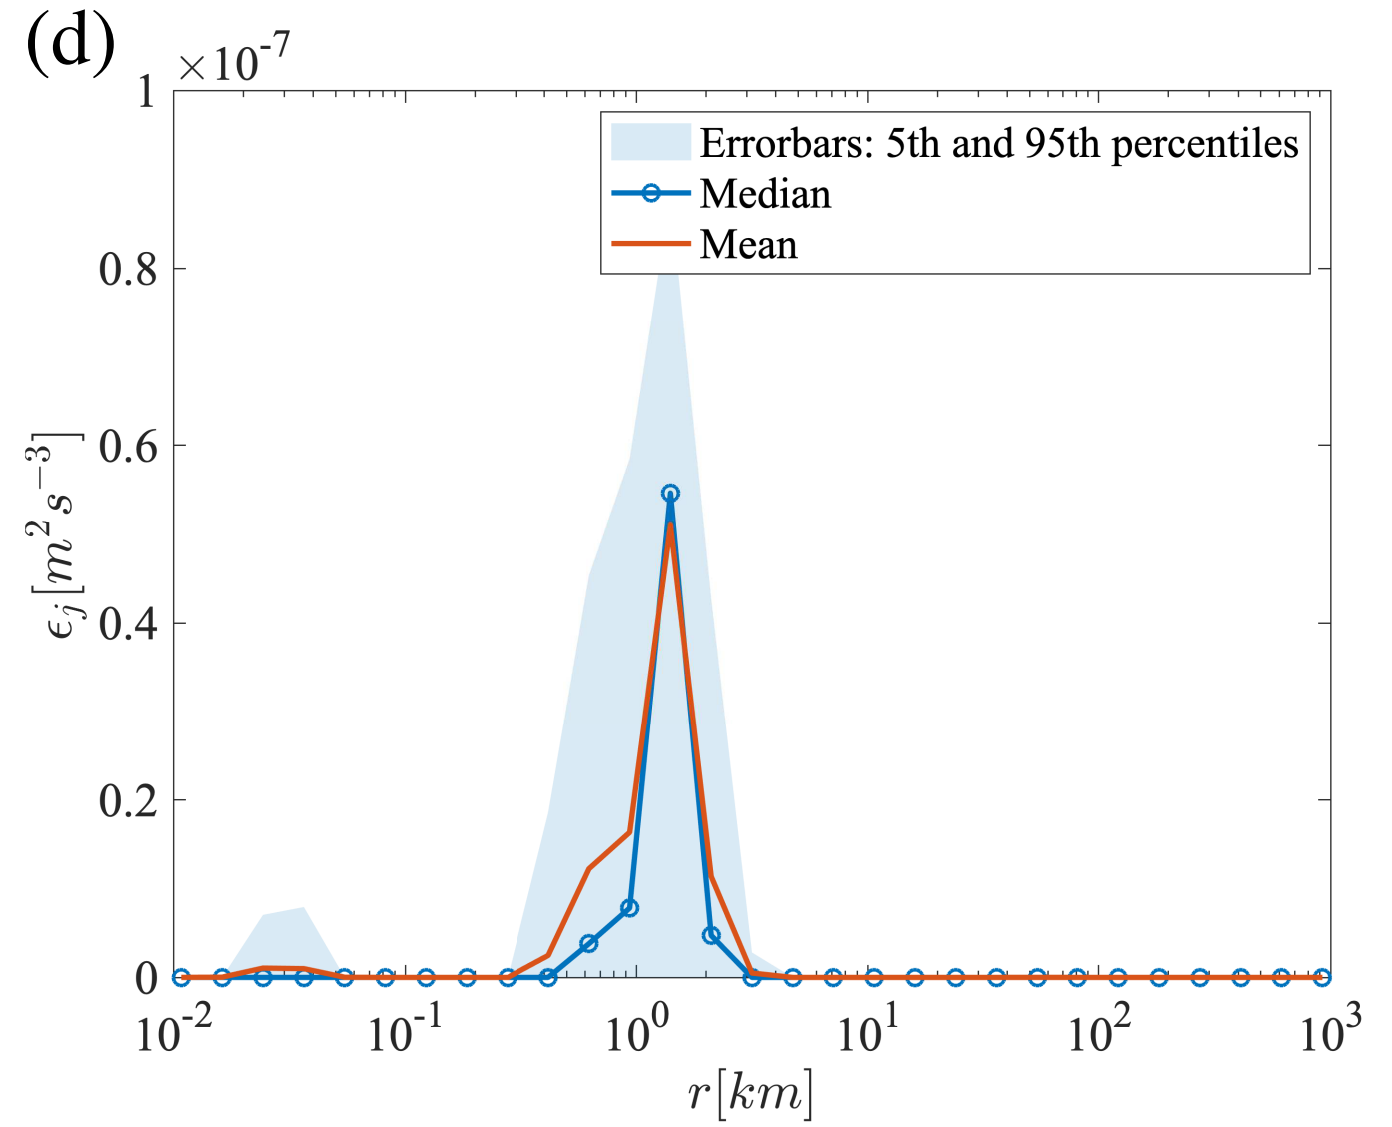 (d)
×10^-7
1
0.8
0.6
0.4
0.2
0
ϵ_j[m^2 s^−3]
Errorbars: 5th and 95th percentiles
Median
Mean
10^-2 10^-1 10^0 10^1 10^2 10^3
r[km]